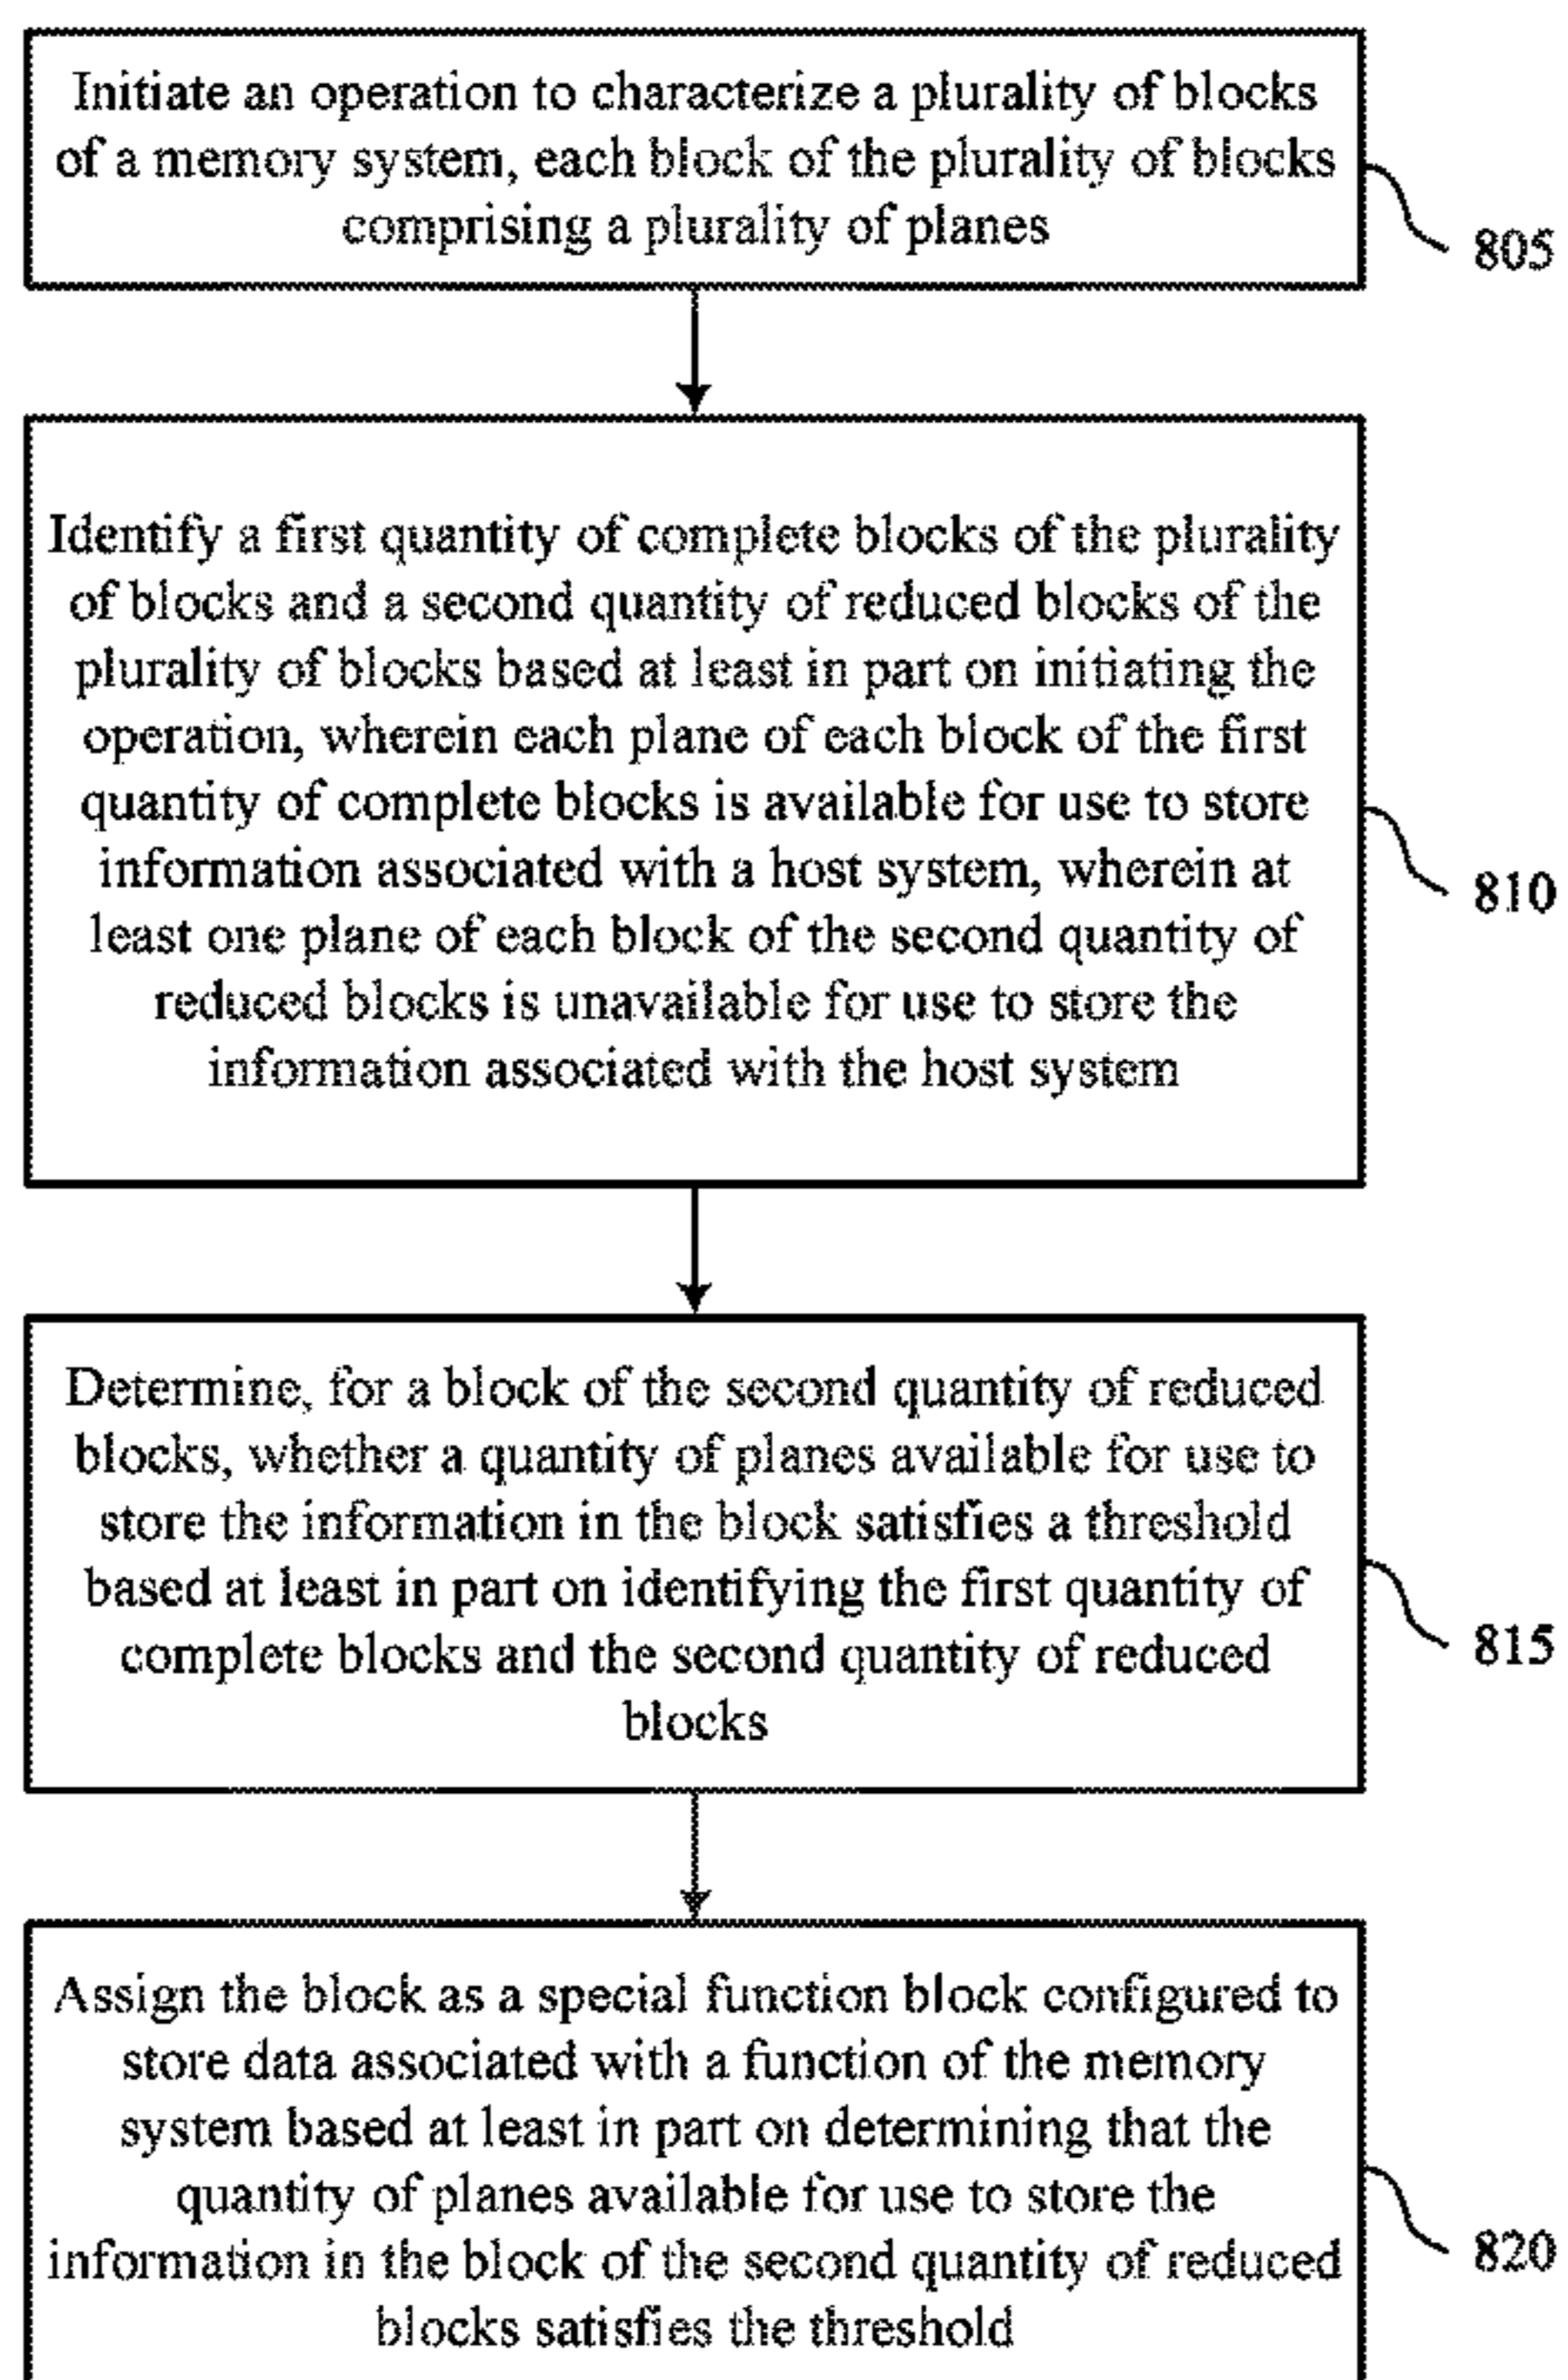 Initiate an operation to characterize a plurality of blocks
of a memory system, each block of the plurality of blocks
comprising a plurality of planes
805
Identify a first quantity of complete blocks of the plurality
of blocks and a second quantity of reduced blocks of the
plurality of blocks based at least in part on initiating the
operation, wherein each plane of each block of the first
quantity of complete blocks is available for use to store
information associated with a host system, wherein at
least one plane of each block of the second quantity of
reduced blocks is unavailable for use to store the
information associated with the host system
810
Determine, for a block of the second quantity of reduced
blocks, whether a quantity of planes available for use to
store the information in the block satisfies a threshold
based at least in part on identifying the first quantity of
complete blocks and the second quantity of reduced
blocks
815
Assign the block as a special function block configured to
store data associated with a function of the memory
system based at least in part on determining that the
quantity of planes available for use to store the
information in the block of the second quantity of reduced
blocks satisfies the threshold
820